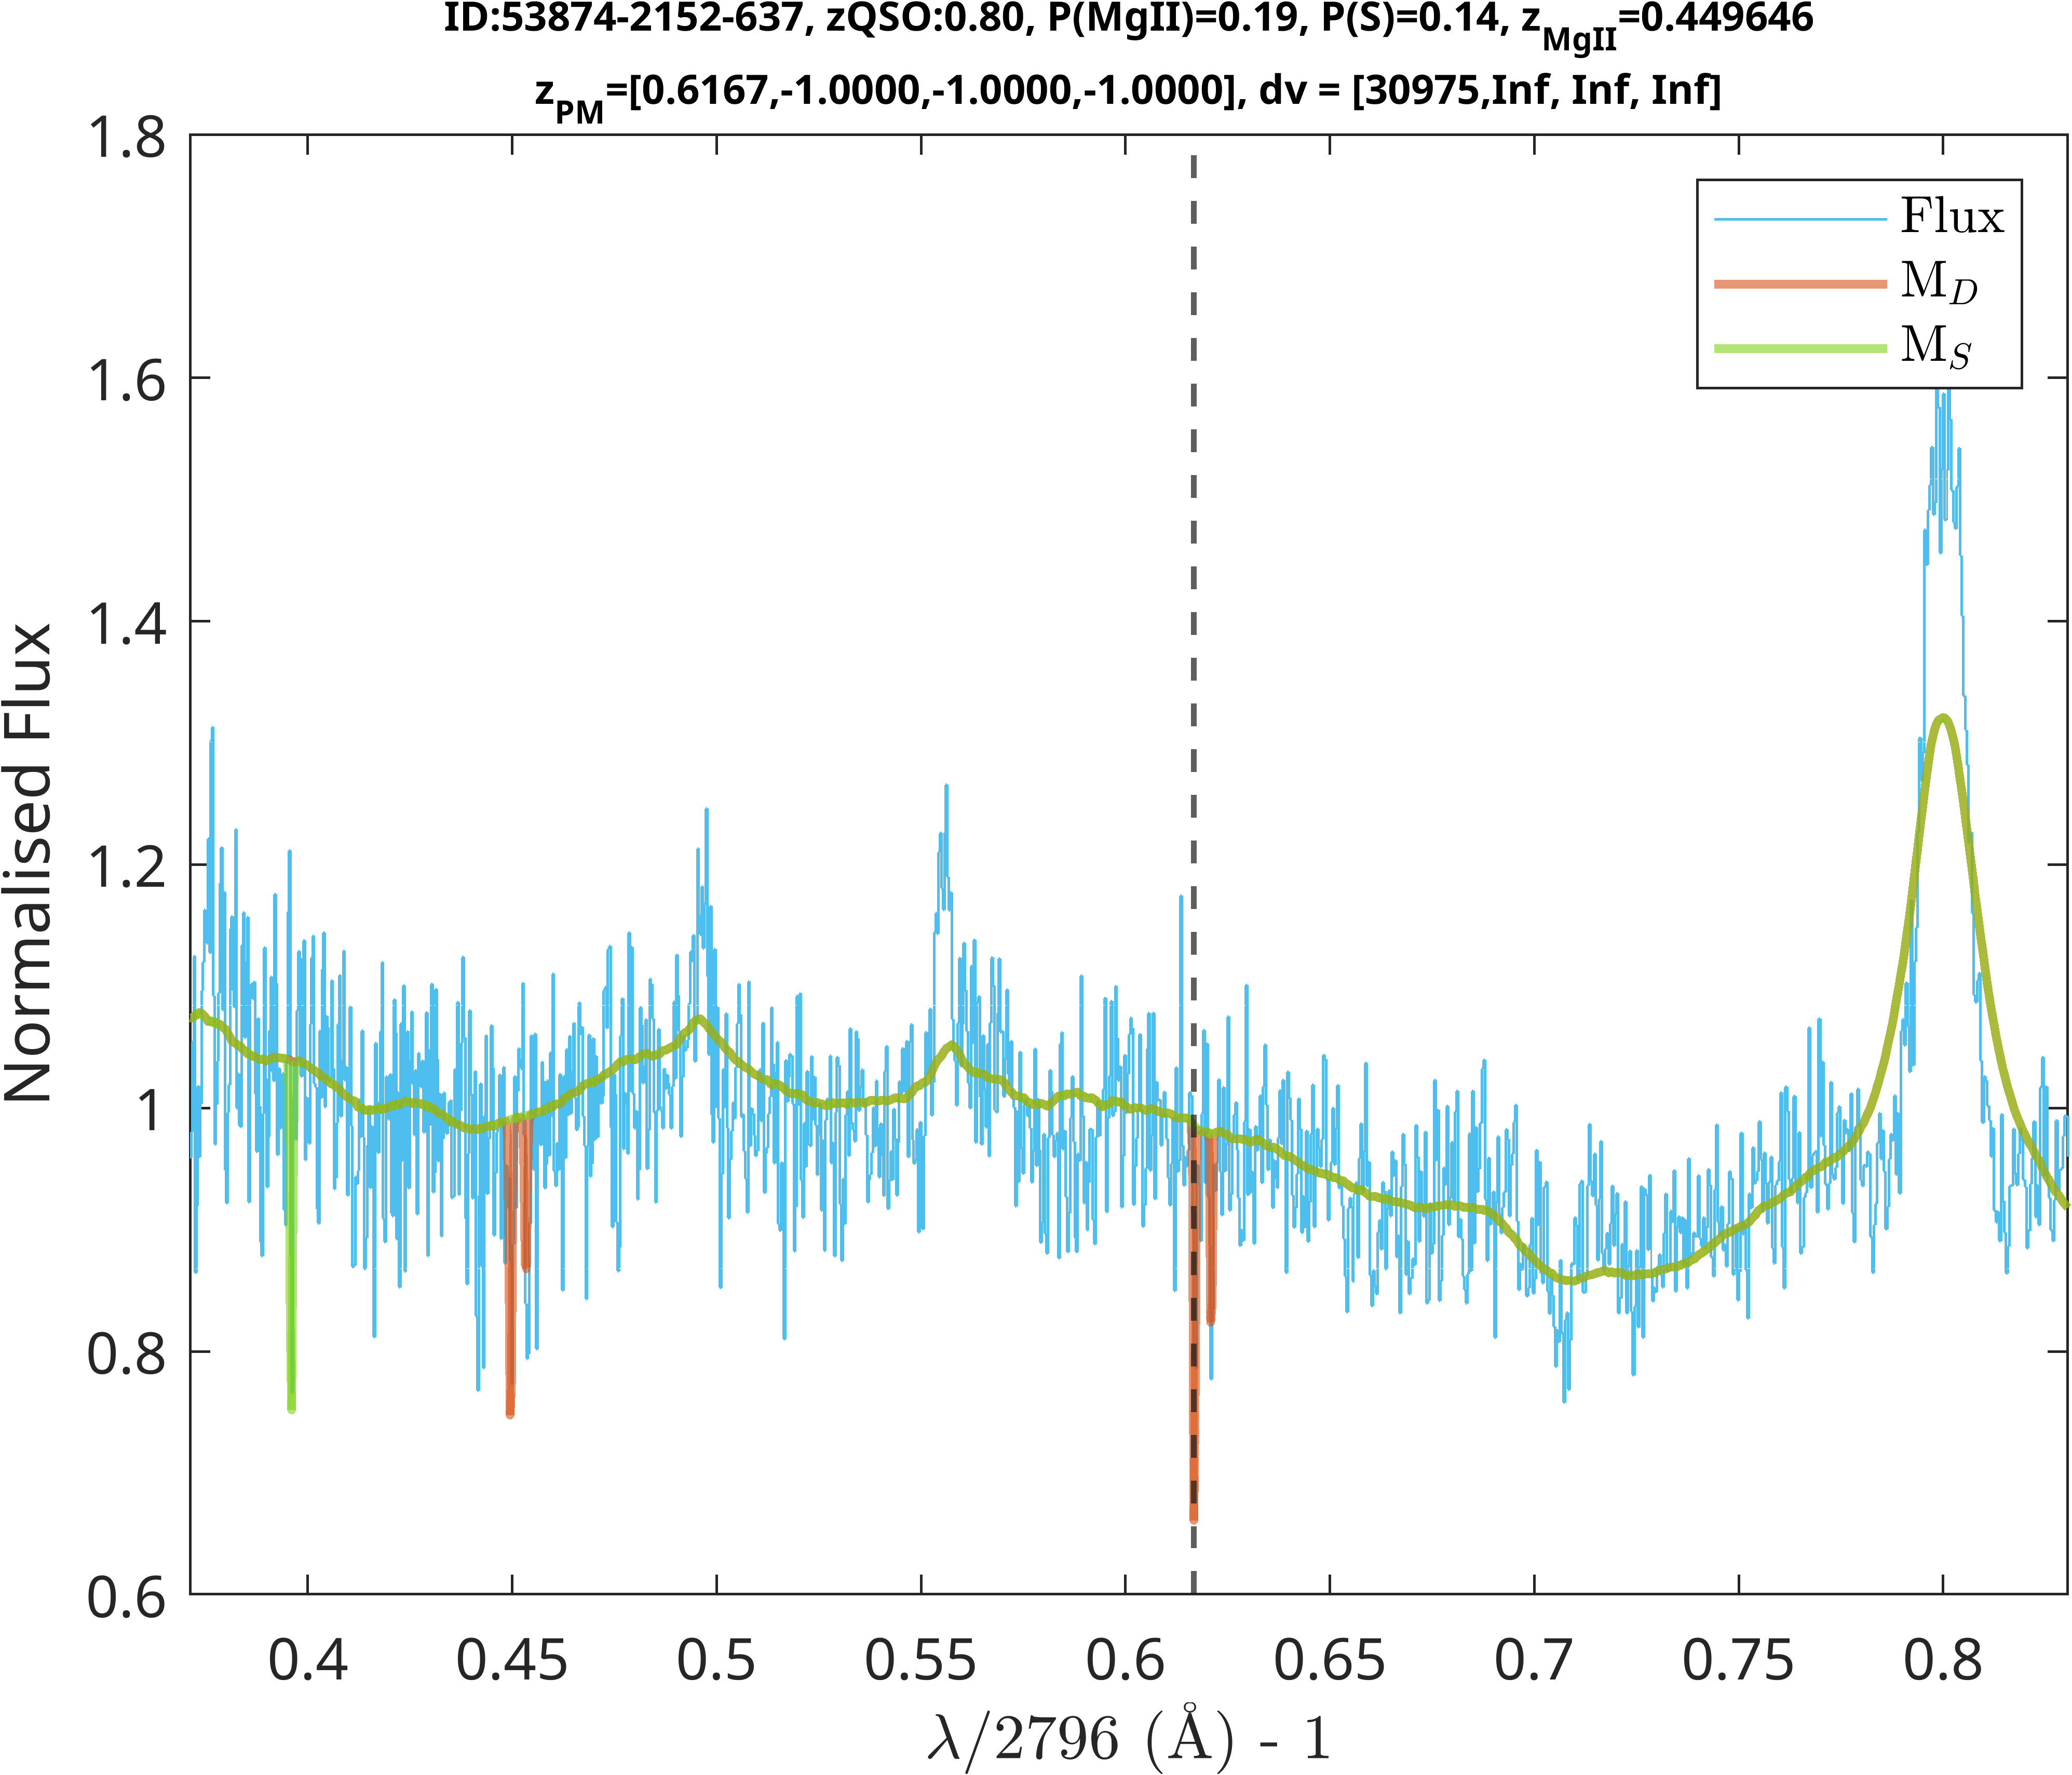 ID:53874-2152-637, zQSO:0.80, P(MgII)=0.19, P(S)=0.14, zMgII=0.449646
zPM=[0.6167,-1.0000,-1.0000,-1.0000], dv = [30975,Inf, Inf, Inf]
1.8
1.6
1.4
1.2
1
0.8
0.6
Normalised Flux
Flux
MD
MS
0.4 0.45 0.5 0.55 0.6 0.65 0.7 0.75 0.8
λ/2796 (Å) - 1